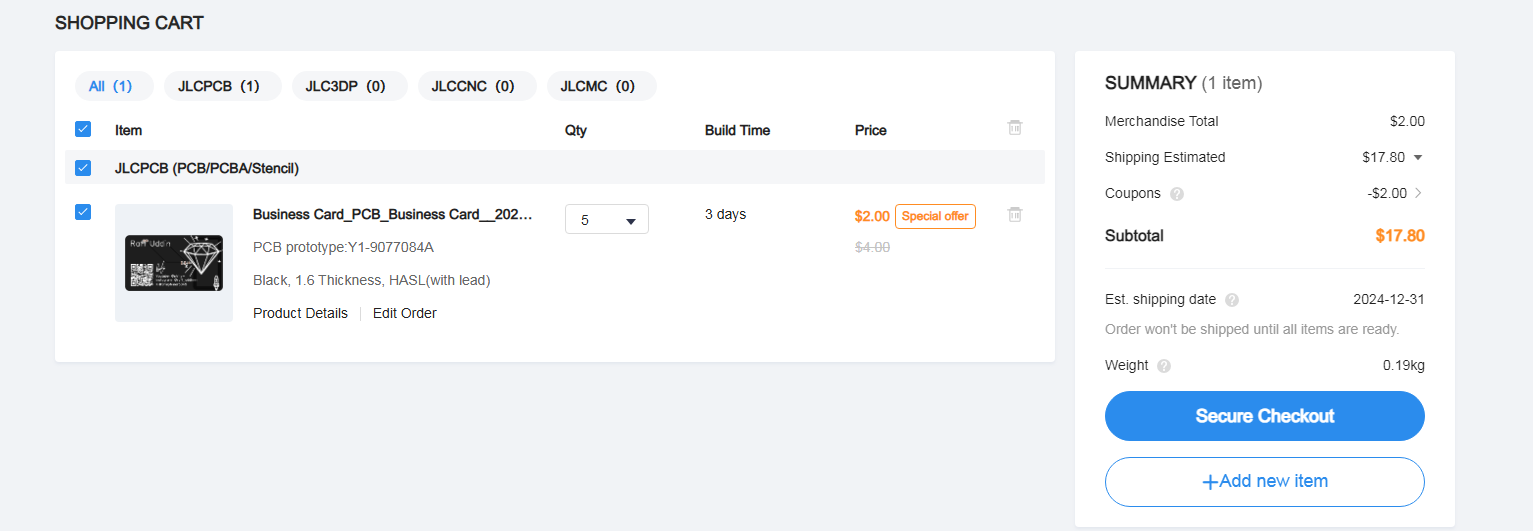 SHOPPING CART
All (1)
JLCPCB (1)
JLC3DP (0)
JLCCNC (0)
JLCMC (0)
Item
Qty
Build Time
Price
JLCPCB (PCB/PCBA/Stencil)
Business Card_PCB_Business Card__202...
5
3 days
$2.00 Special offer
PCB prototype:Y1-9077084A
$4.00
Black, 1.6 Thickness, HASL(with lead)
Product Details
Edit Order
SUMMARY (1 item)
Merchandise Total
$2.00
Shipping Estimated
$17.80
Coupons ?
-$2.00
Subtotal
$17.80
Est. shipping date ?
2024-12-31
Order won't be shipped until all items are ready.
Weight ?
0.19kg
Secure Checkout
+Add new item